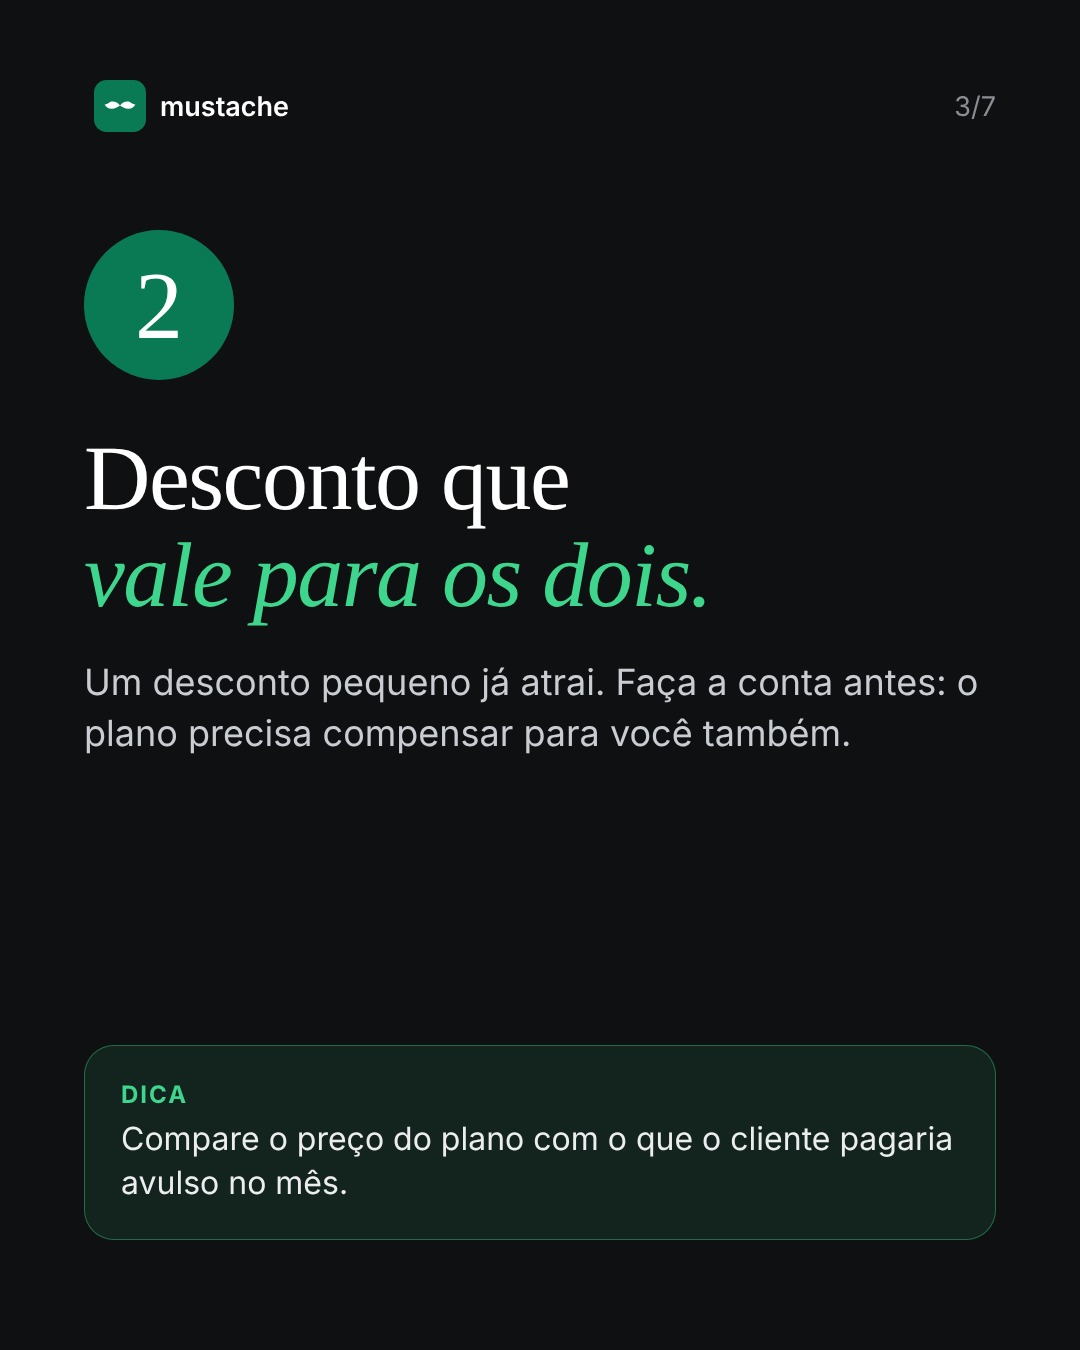 mustache
3/7
2
Desconto que
vale para os dois.
Um desconto pequeno já atrai. Faça a conta antes: o
plano precisa compensar para você também.
DICA
Compare o preço do plano com o que o cliente pagaria
avulso no mês.